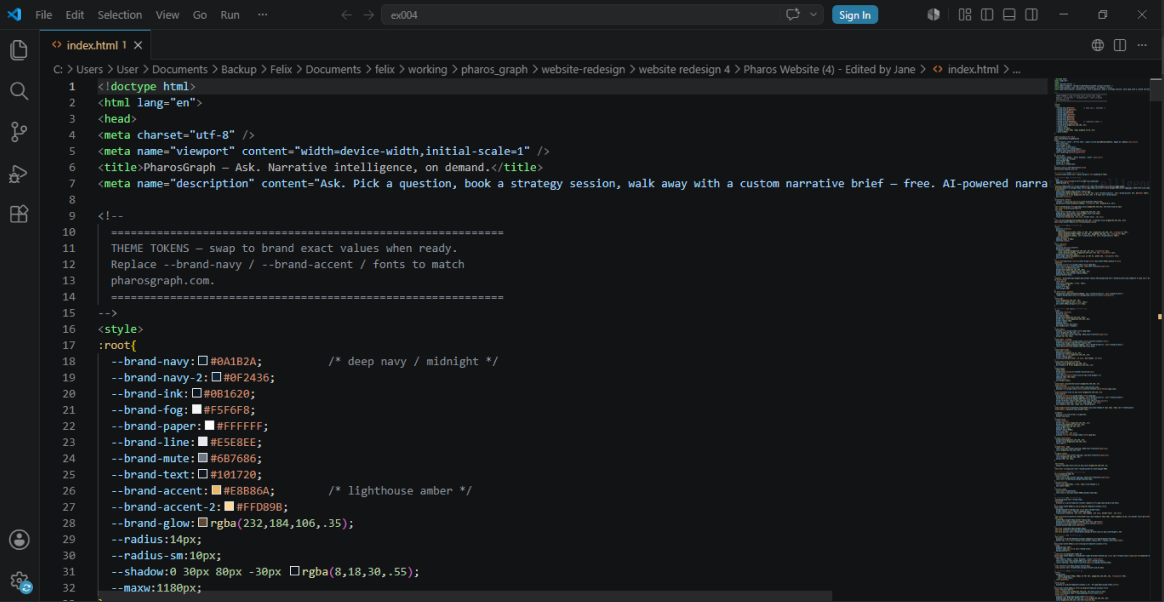 File Edit Selection View Go Run ··· ← → ex004 Sign In
index.html 1 ×
C: > Users > User > Documents > Backup > Felix > Documents > felix > working > pharos_graph > website-redesign > website redesign 4 > Pharos Website (4) - Edited by Jane > <> index.html > ...
1 <!doctype html>
2 <html lang="en">
3 <head>
4 <meta charset="utf-8" />
5 <meta name="viewport" content="width=device-width,initial-scale=1" />
6 <title>PharosGraph — Ask. Narrative intelligence, on demand.</title>
7 <meta name="description" content="Ask. Pick a question, book a strategy session, walk away with a custom narrative brief — free. AI-powered narra
8
9 <!--
10 ============================================================
11 THEME TOKENS — swap to brand exact values when ready.
12 Replace --brand-navy / --brand-accent / fonts to match
13 pharosgraph.com.
14 ============================================================
15 -->
16 <style>
17 :root{
18 --brand-navy:#0A1B2A; /* deep navy / midnight */
19 --brand-navy-2:#0F2436;
20 --brand-ink:#0B1620;
21 --brand-fog:#F5F6F8;
22 --brand-paper:#FFFFFF;
23 --brand-line:#E5E8EE;
24 --brand-mute:#6B7686;
25 --brand-text:#101720;
26 --brand-accent:#E8B86A; /* lighthouse amber */
27 --brand-accent-2:#FFD89B;
28 --brand-glow:rgba(232,184,106,.35);
29 --radius:14px;
30 --radius-sm:10px;
31 --shadow:0 30px 80px -30px rgba(8,18,30,.55);
32 --maxw:1180px;